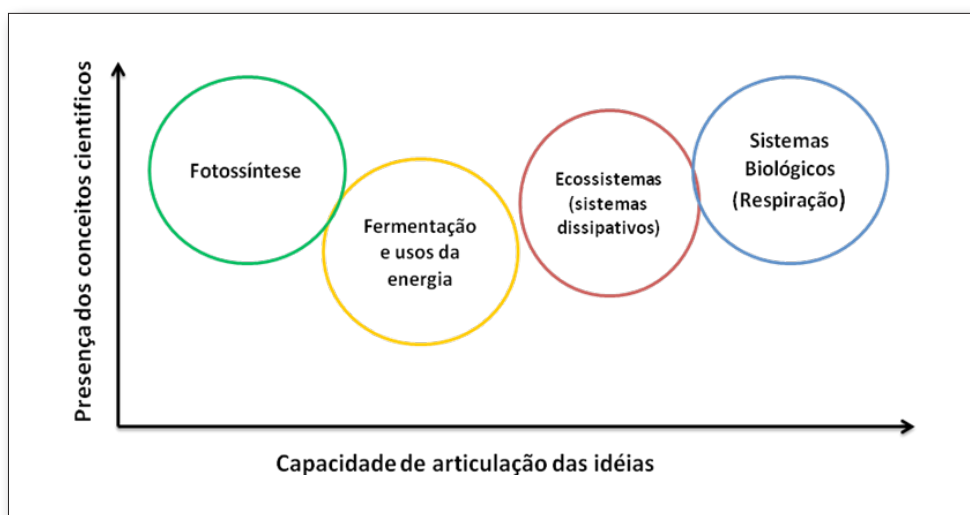 Presença dos conceitos cientificos
Fotossíntese
Fermentação
e usos da
energia
Ecossistemas
(sistemas
dissipativos)
Sistemas
Biológicos
(Respiração)
Capacidade de articulação das idéias